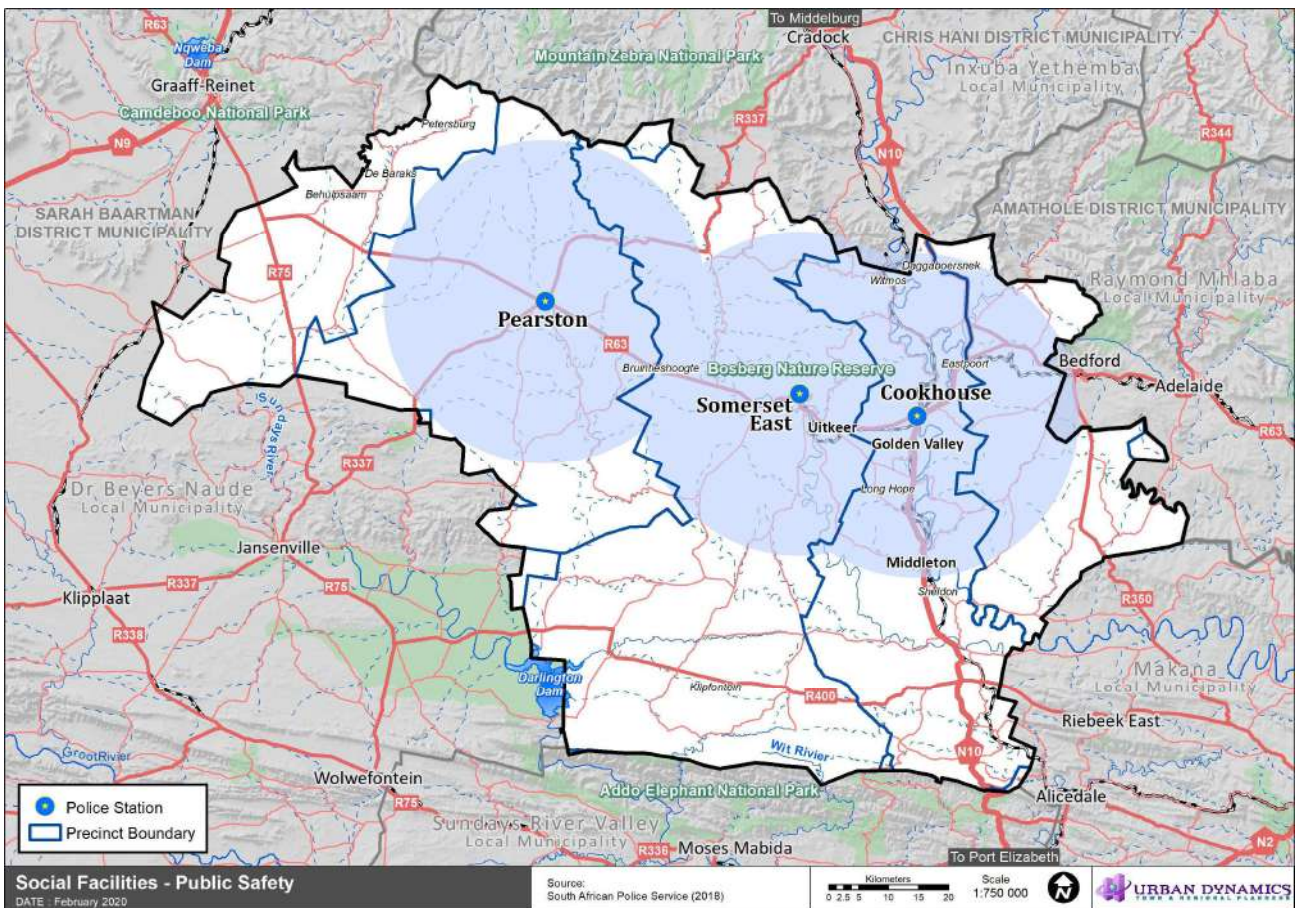 To Middelburg
R63
Nqweba
Dam
Graaff-Reinet
Camdeboo National Park
N9
Mountain Zebra National Park
Cradock
CHRIS HANI DISTRICT MUNICIPALITY
Inxuba Yethemba
Local Municipality
R337
N10
R344
Petersburg
De Baraks
Behulpsaam
SARAH BAARTMAN
DISTRICT MUNICIPALITY
AMATHOLE DISTRICT MUNICIPALITY
R75
Daggaboersnek
Witmos
Raymond Mhlaba
Local Municipality
Pearston
R63
Bruintjieshoogte
Bosberg Nature Reserve
Eastpoort
Bedford
Adelaide
Somerset
East
Cookhouse
Uitkeer
Golden Valley
R63
Sundays River
R337
Long Hope
Dr Beyers Naude
Local Municipality
Jansenville
Middleton
Sheldon
R337
R75
Klipplaat
R338
R350
Makana
Local Municipality
Darlington
Dam
Klipfontein
R400
Riebeek East
GrootRivier
Wit Rivier
N10
Wolwefontein
R75
Addo Elephant National Park
Alicedale
Sundays River Valley
Local Municipality
R336
Moses Mabida
To Port Elizabeth
N2
Police Station
Precinct Boundary
Social Facilities - Public Safety
DATE : February 2020
Source:
South African Police Service (2018)
Kilometers
0 2.5 5 10 15 20
Scale
1:750 000
N
URBAN DYNAMICS
TOWN & REGIONAL PLANNERS